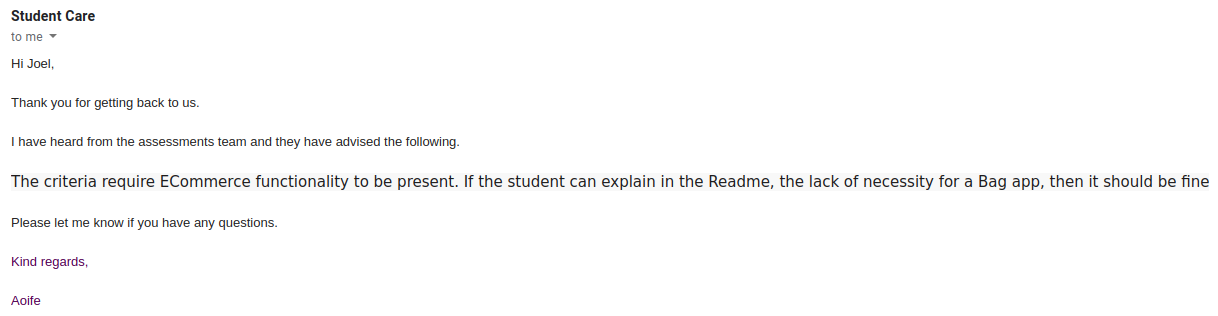 Student Care
to me
Hi Joel,
Thank you for getting back to us.
I have heard from the assessments team and they have advised the following.
The criteria require ECommerce functionality to be present. If the student can explain in the Readme, the lack of necessity for a Bag app, then it should be fine
Please let me know if you have any questions.
Kind regards,
Aoife